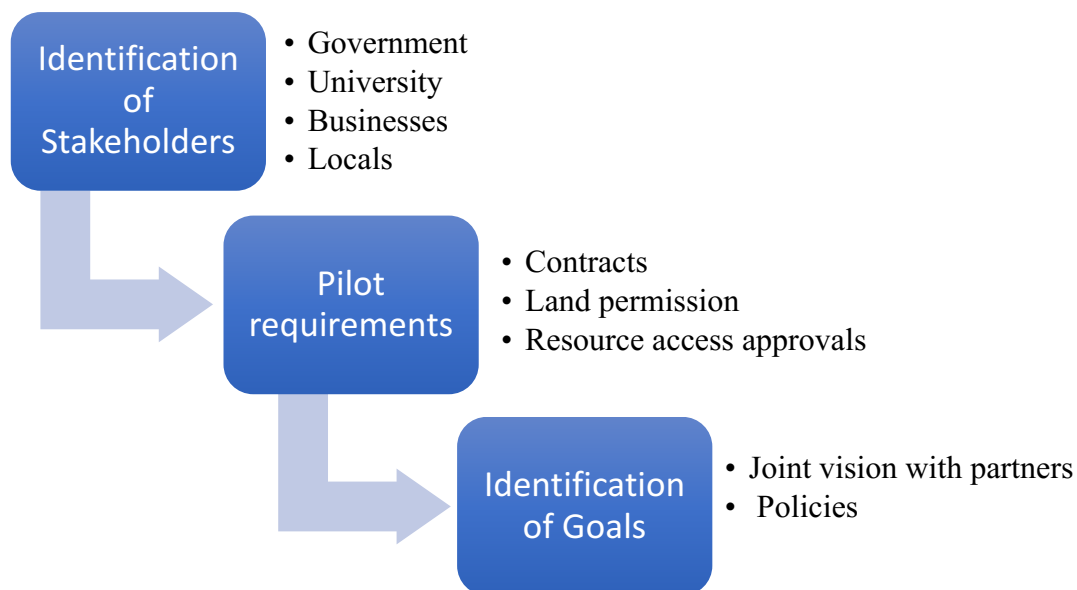 Identification
of
Stakeholders
• Government
• University
• Businesses
• Locals
Pilot
requirements
• Contracts
• Land permission
• Resource access approvals
Identification
of Goals
• Joint vision with partners
• Policies